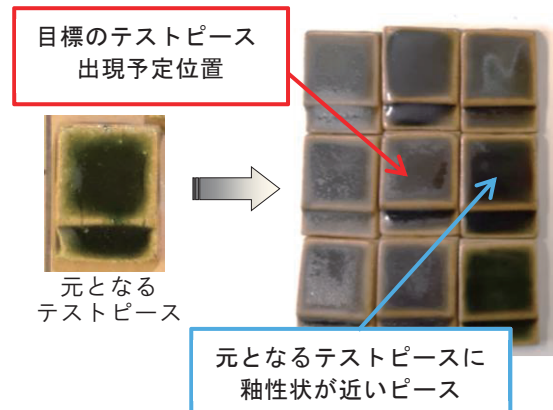 目標のテストピース
出現予定位置
元となる
テストピース
元となるテストピースに
釉性状が近いピース